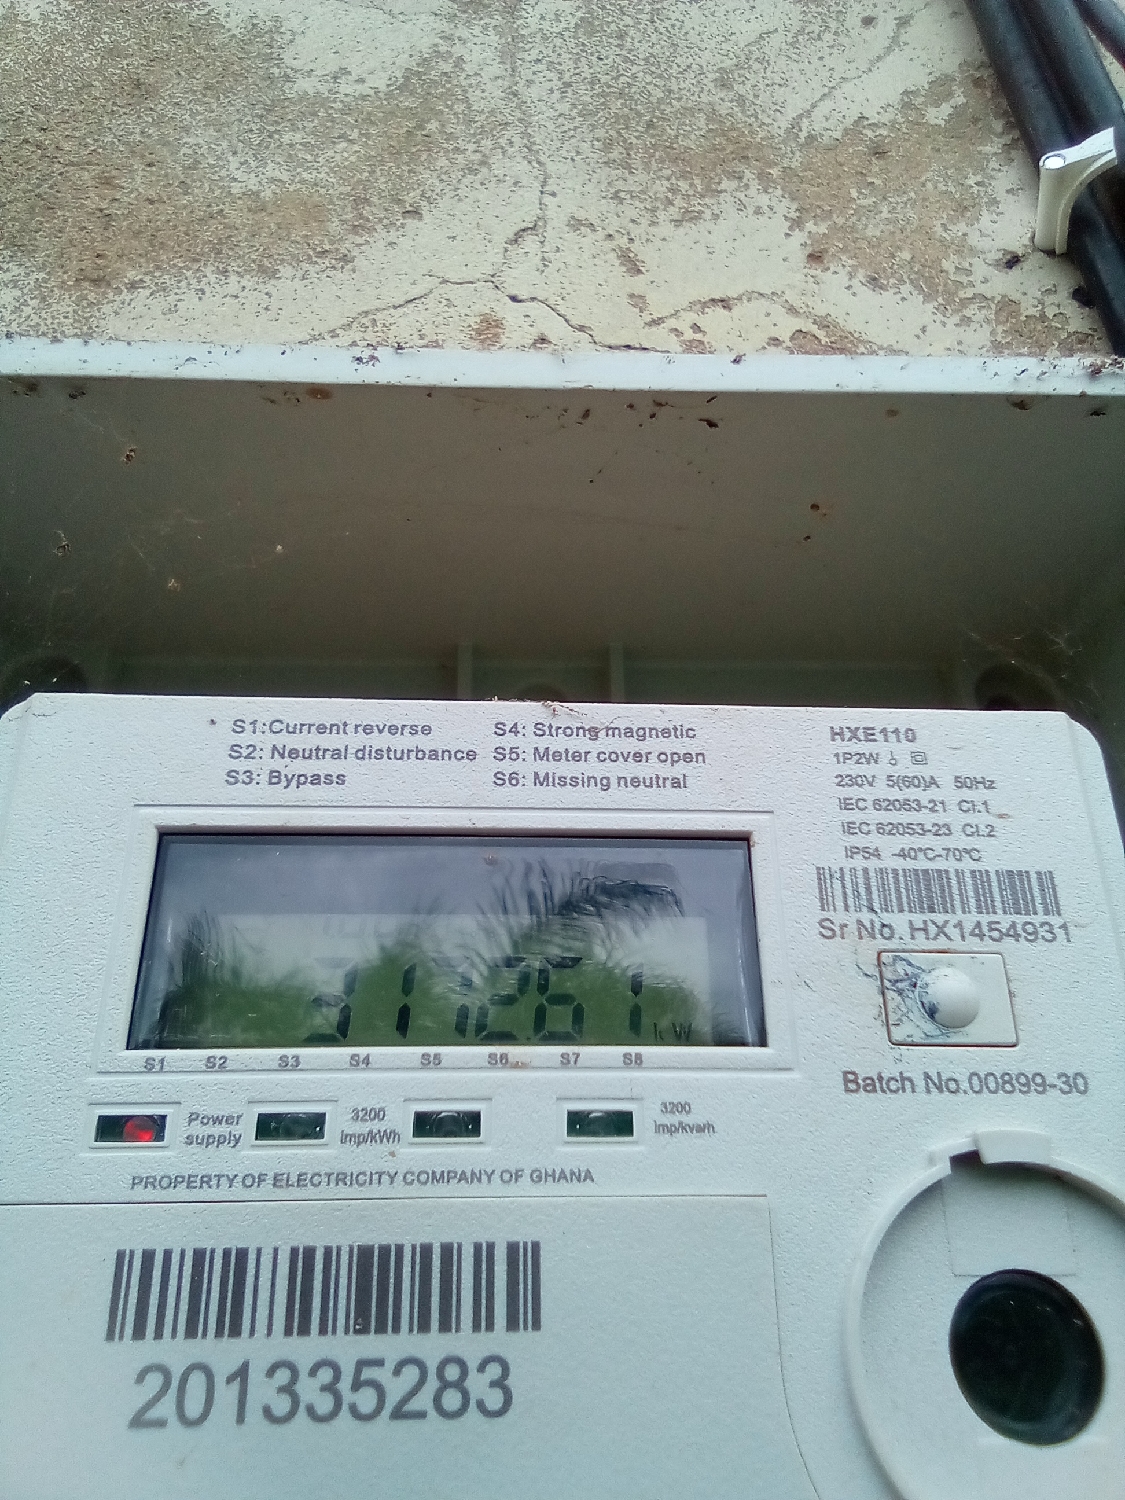 S1:Current reverse
S2: Neutral disturbance
S3: Bypass
S4: Strong magnetic
S5: Meter cover open
S6: Missing neutral
HXE110
1P2W
230V 5(60)A 50Hz
IEC 62053-21 Cl.1
IEC 62053-23 Cl.2
IP54 -40°C-70°C
Sr No. HX1454931
kW
S1 S2 S3 S4 S5 S6 S7 S8
Batch No.00899-30
Power supply
3200 imp/kWh
3200 imp/kvarh
PROPERTY OF ELECTRICITY COMPANY OF GHANA
201335283